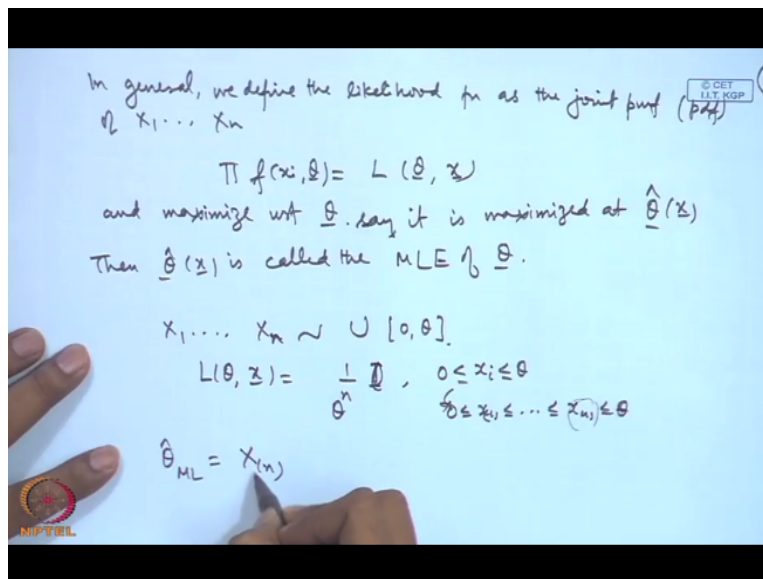 In general, we define the likelihood fn as the joint pmf (pdf)
© CET
I.I.T. KGP
of X₁ ... Xₙ
Π f(xᵢ, θ) = L (θ, x)
and maximize wrt θ. say it is maximized at θ̂(x)
Then θ̂(x) is called the MLE of θ.
X₁ .... Xₙ ~ U [0, θ].
L(θ, x) = 1/θⁿ , 0 ≤ xᵢ ≤ θ
0 ≤ x₍₁₎ ≤ ... ≤ x₍ₙ₎ ≤ θ
θ̂_ML = X₍ₙ₎
NPTEL